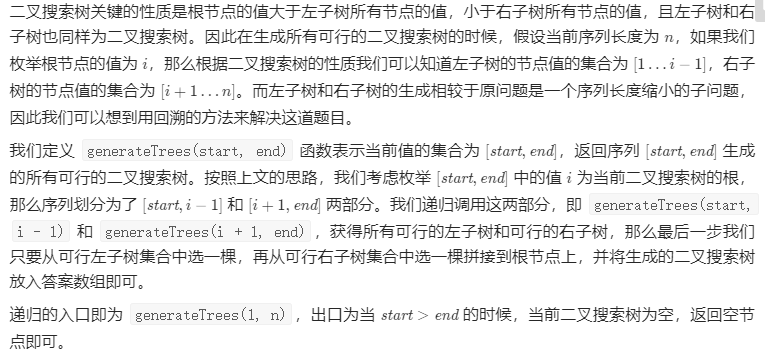 二叉搜索树关键的性质是根节点的值大于左子树所有节点的值，小于右子树所有节点的值，且左子树和右
子树也同样为二叉搜索树。因此在生成所有可行的二叉搜索树的时候，假设当前序列长度为 n，如果我们
枚举根节点的值为 i，那么根据二叉搜索树的性质我们可以知道左子树的节点值的集合为 [1…i−1]，右子
树的节点值的集合为 [i+1…n]。而左子树和右子树的生成相较于原问题是一个序列长度缩小的子问题，
因此我们可以想到用回溯的方法来解决这道题目。
我们定义 generateTrees(start, end) 函数表示当前值的集合为 [start, end]，返回序列 [start, end] 生成
的所有可行的二叉搜索树。按照上文的思路，我们考虑枚举 [start, end] 中的值 i 为当前二叉搜索树的根，
那么序列划分为了 [start, i−1] 和 [i+1, end] 两部分。我们递归调用这两部分，即 generateTrees(start,
i - 1) 和 generateTrees(i + 1, end)，获得所有可行的左子树和可行的右子树，那么最后一步我们
只要从可行左子树集合中选一棵，再从可行右子树集合中选一棵拼接到根节点上，并将生成的二叉搜索树
放入答案数组即可。
递归的入口即为 generateTrees(1, n)，出口为当 start > end 的时候，当前二叉搜索树为空，返回空节
点即可。